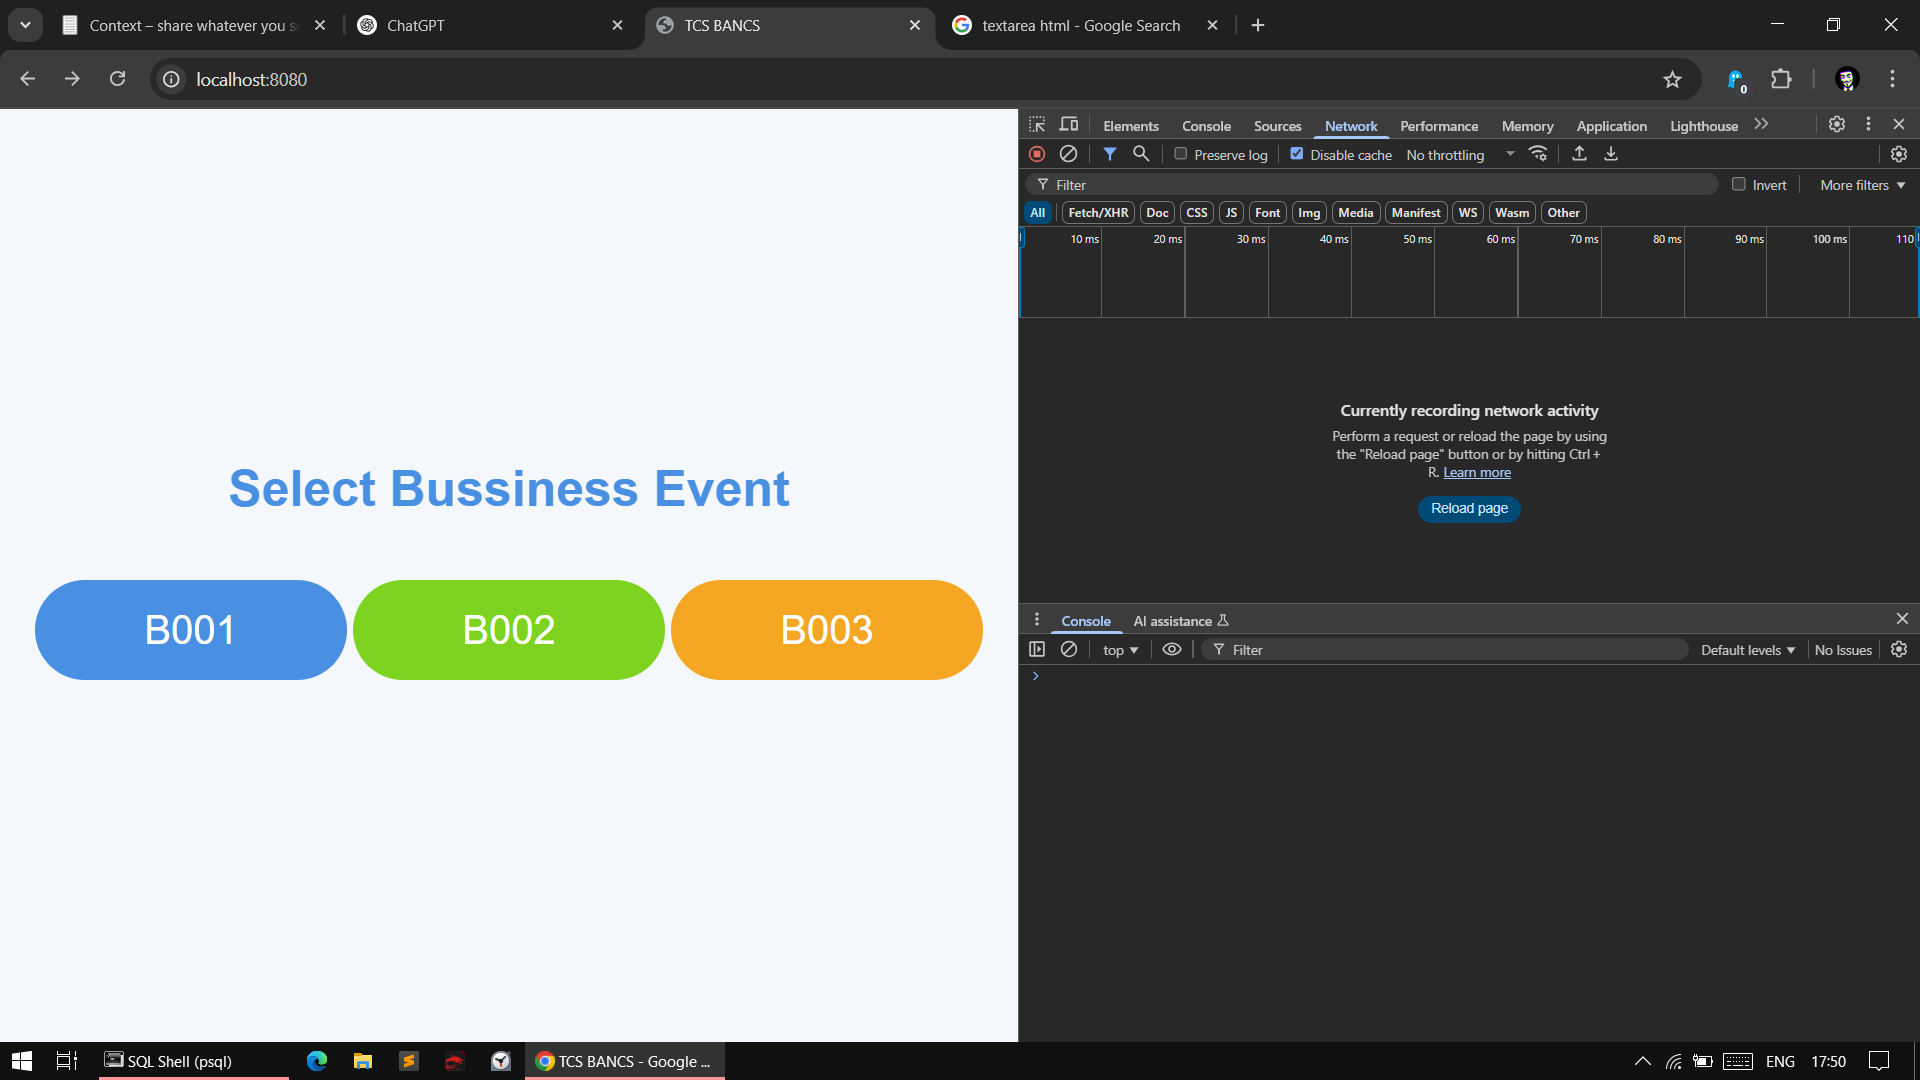 Context – share whatever you s
ChatGPT
TCS BANCS
textarea html - Google Search
localhost:8080
0
Elements Console Sources Network Performance Memory Application Lighthouse
Preserve log Disable cache No throttling
Filter Invert More filters
All Fetch/XHR Doc CSS JS Font Img Media Manifest WS Wasm Other
10 ms 20 ms 30 ms 40 ms 50 ms 60 ms 70 ms 80 ms 90 ms 100 ms 110
Currently recording network activity
Perform a request or reload the page by using
the "Reload page" button or by hitting Ctrl +
R. Learn more
Reload page
Select Bussiness Event
B001 B002 B003
Console AI assistance
top Filter Default levels No Issues
SQL Shell (psql)
TCS BANCS - Google ...
ENG 17:50